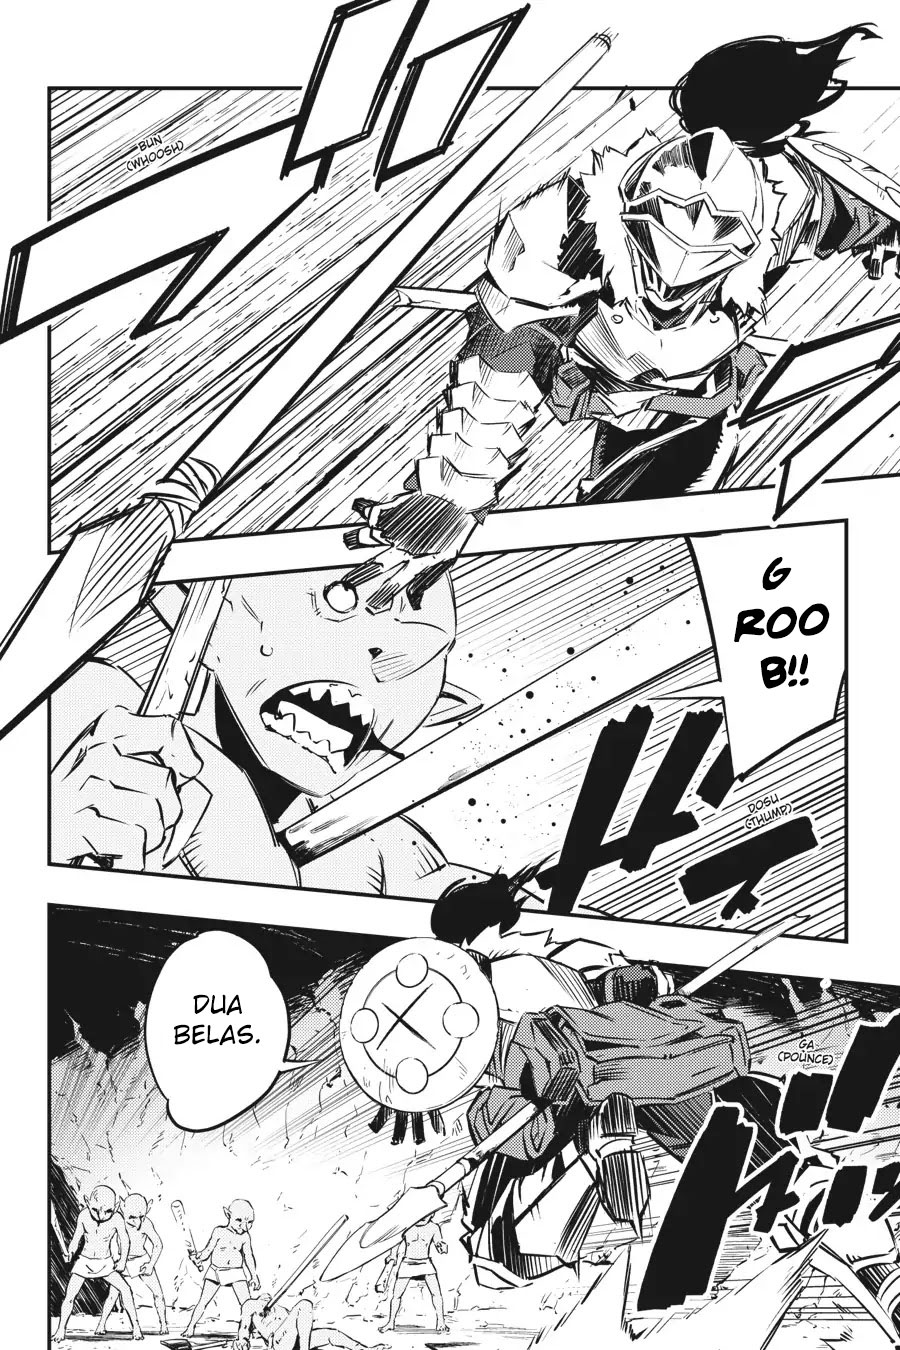 BUN
(WHOOSH)
G
ROO
B!!
DOSU
(THUMP)
DUA
BELAS.
GA
(POUNCE)